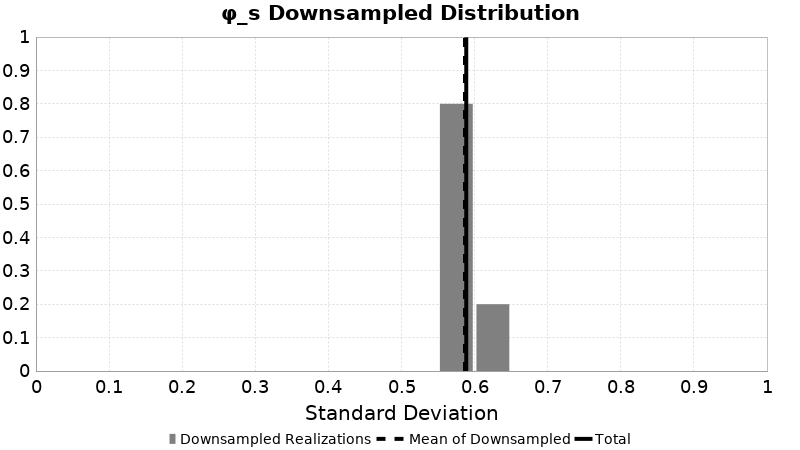 φ_s Downsampled Distribution
1
0.9
0.8
0.7
0.6
0.5
0.4
0.3
0.2
0.1
0
0 0.1 0.2 0.3 0.4 0.5 0.6 0.7 0.8 0.9 1
Standard Deviation
Downsampled Realizations Mean of Downsampled Total